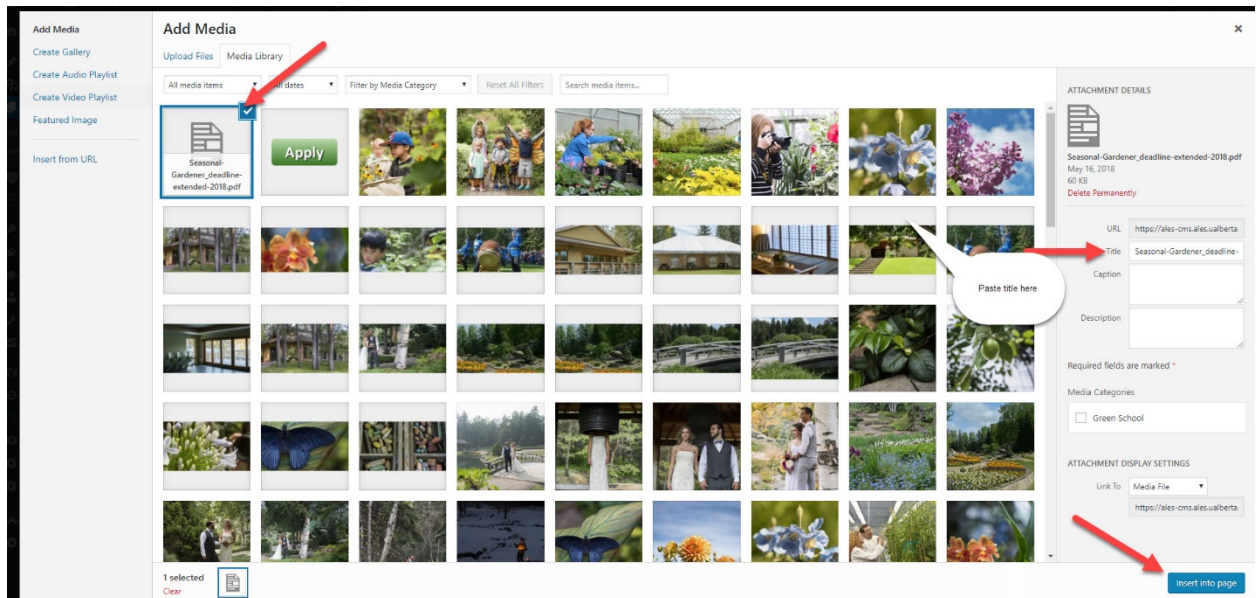 Add Media
Create Gallery
Create Audio Playlist
Create Video Playlist
Featured Image
Insert from URL
Add Media
Upload Files
Media Library
All media items
All dates
Filter by Media Category
Reset All Filters
Search media items...
Seasonal-
Gardener_deadline-
extended-2018.pdf
Apply
Paste title here
1 selected
Clear
ATTACHMENT DETAILS
Seasonal-Gardener_deadline-extended-2018.pdf
May 16, 2018
60 KB
Delete Permanently
URL
https://ales-cms.ales.ualberta
Title
Seasonal-Gardener_deadline-
Caption
Description
Required fields are marked *
Media Categories
Green School
ATTACHMENT DISPLAY SETTINGS
Link To
Media File
https://ales-cms.ales.ualberta
Insert into page